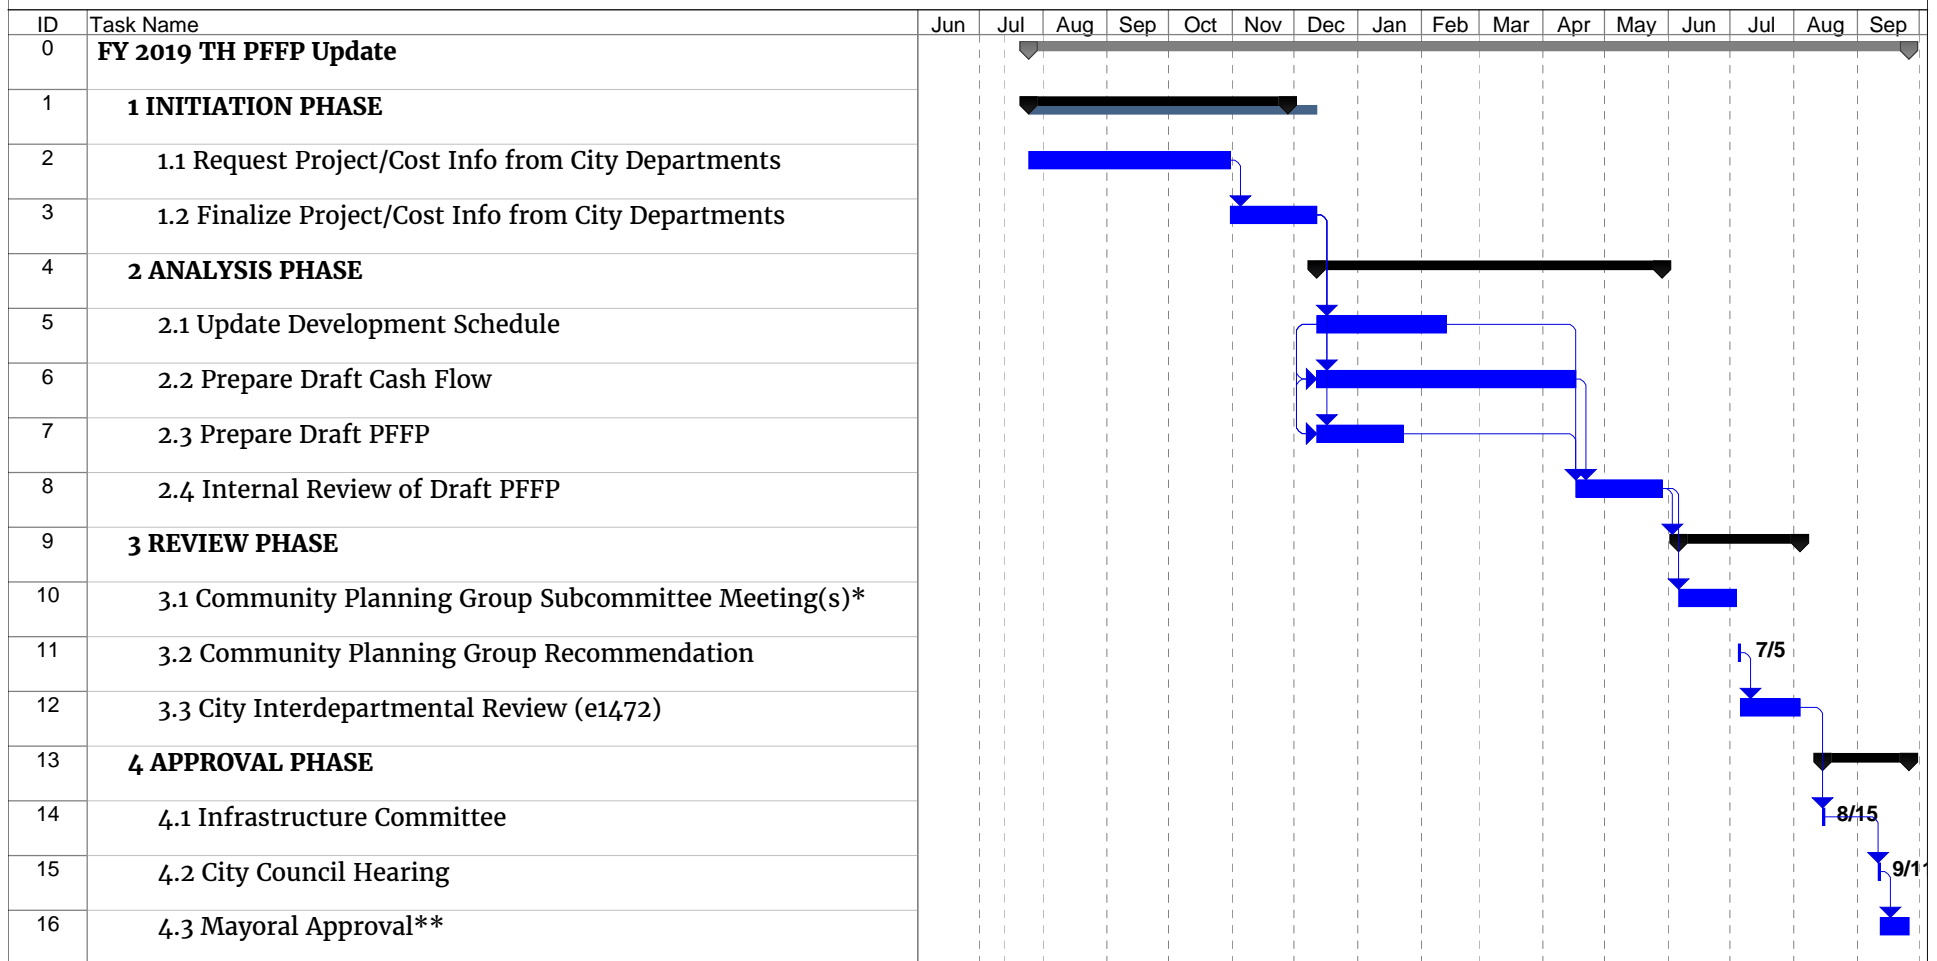 ID Task Name Jun Jul Aug Sep Oct Nov Dec Jan Feb Mar Apr May Jun Jul Aug Sep
0 FY 2019 TH PFFP Update
1 1 INITIATION PHASE
2 1.1 Request Project/Cost Info from City Departments
3 1.2 Finalize Project/Cost Info from City Departments
4 2 ANALYSIS PHASE
5 2.1 Update Development Schedule
6 2.2 Prepare Draft Cash Flow
7 2.3 Prepare Draft PFFP
8 2.4 Internal Review of Draft PFFP
9 3 REVIEW PHASE
10 3.1 Community Planning Group Subcommittee Meeting(s)*
11 3.2 Community Planning Group Recommendation 7/5
12 3.3 City Interdepartmental Review (e1472)
13 4 APPROVAL PHASE
14 4.1 Infrastructure Committee 8/15
15 4.2 City Council Hearing 9/11
16 4.3 Mayoral Approval**